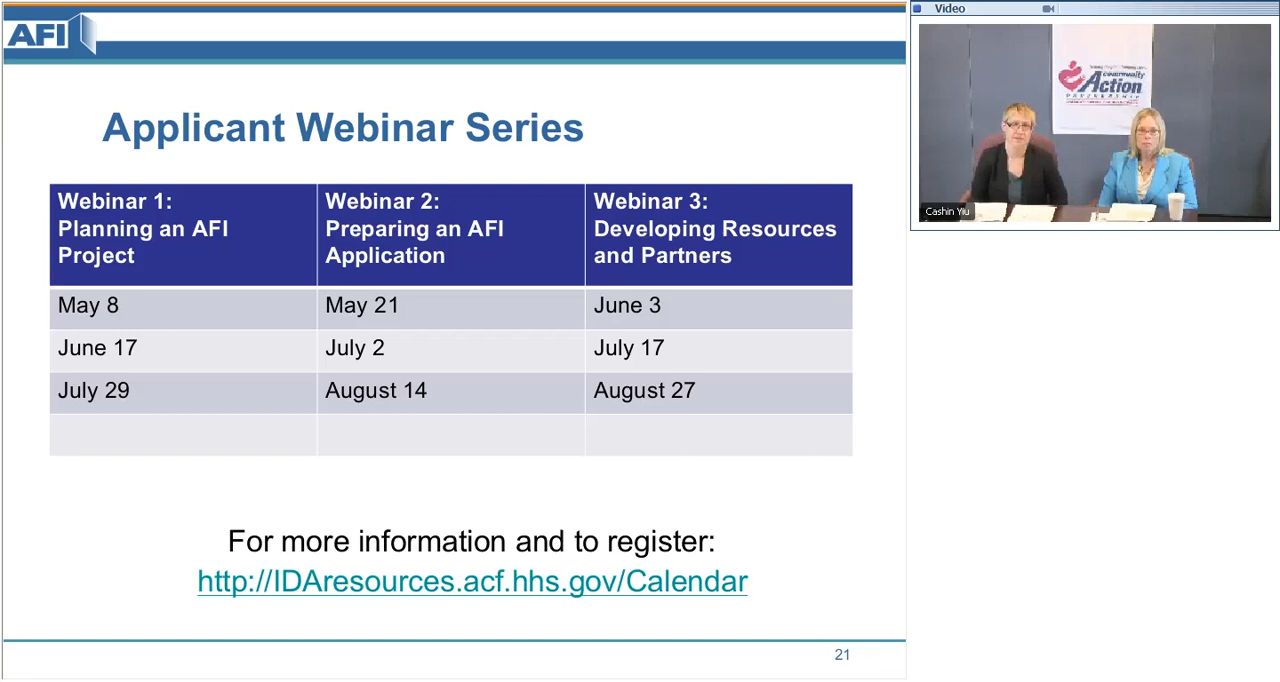 AFI
Applicant Webinar Series
Webinar 1:
Planning an AFI
Project
Webinar 2:
Preparing an AFI
Application
Webinar 3:
Developing Resources
and Partners
May 8
May 21
June 3
June 17
July 2
July 17
July 29
August 14
August 27
For more information and to register:
http://IDAresources.acf.hhs.gov/Calendar
21
Video
community
Action
PARTNERSHIP
Cashin Yiu